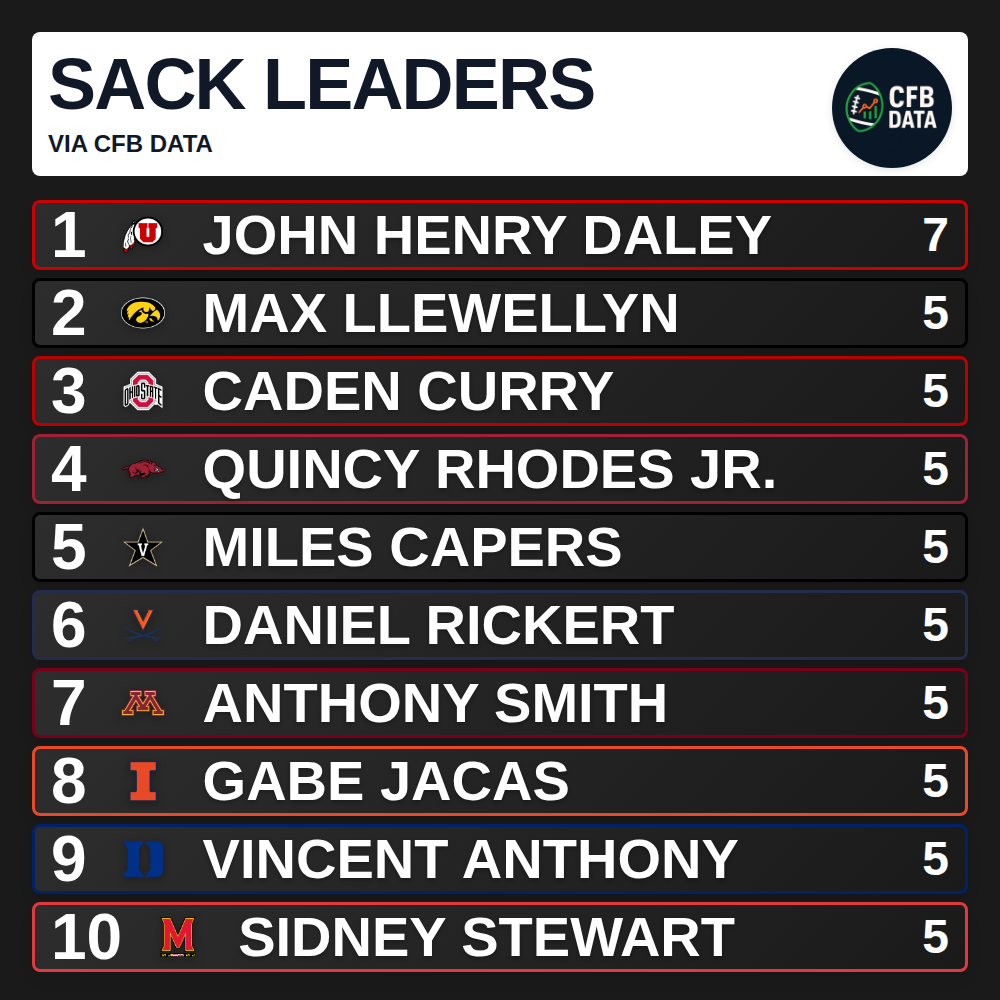 SACK LEADERS
VIA CFB DATA
CFB
DATA
1 U JOHN HENRY DALEY 7
2 MAX LLEWELLYN 5
3 OHIO STATE CADEN CURRY 5
4 QUINCY RHODES JR. 5
5 V MILES CAPERS 5
6 V DANIEL RICKERT 5
7 M ANTHONY SMITH 5
8 I GABE JACAS 5
9 D VINCENT ANTHONY 5
10 M SIDNEY STEWART 5